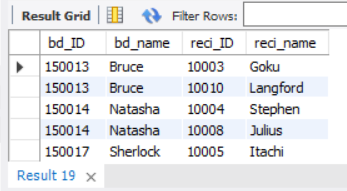 Result Grid Filter Rows:
bd_ID bd_name reci_ID reci_name
150013 Bruce 10003 Goku
150013 Bruce 10010 Langford
150014 Natasha 10004 Stephen
150014 Natasha 10008 Julius
150017 Sherlock 10005 Itachi
Result 19 ×